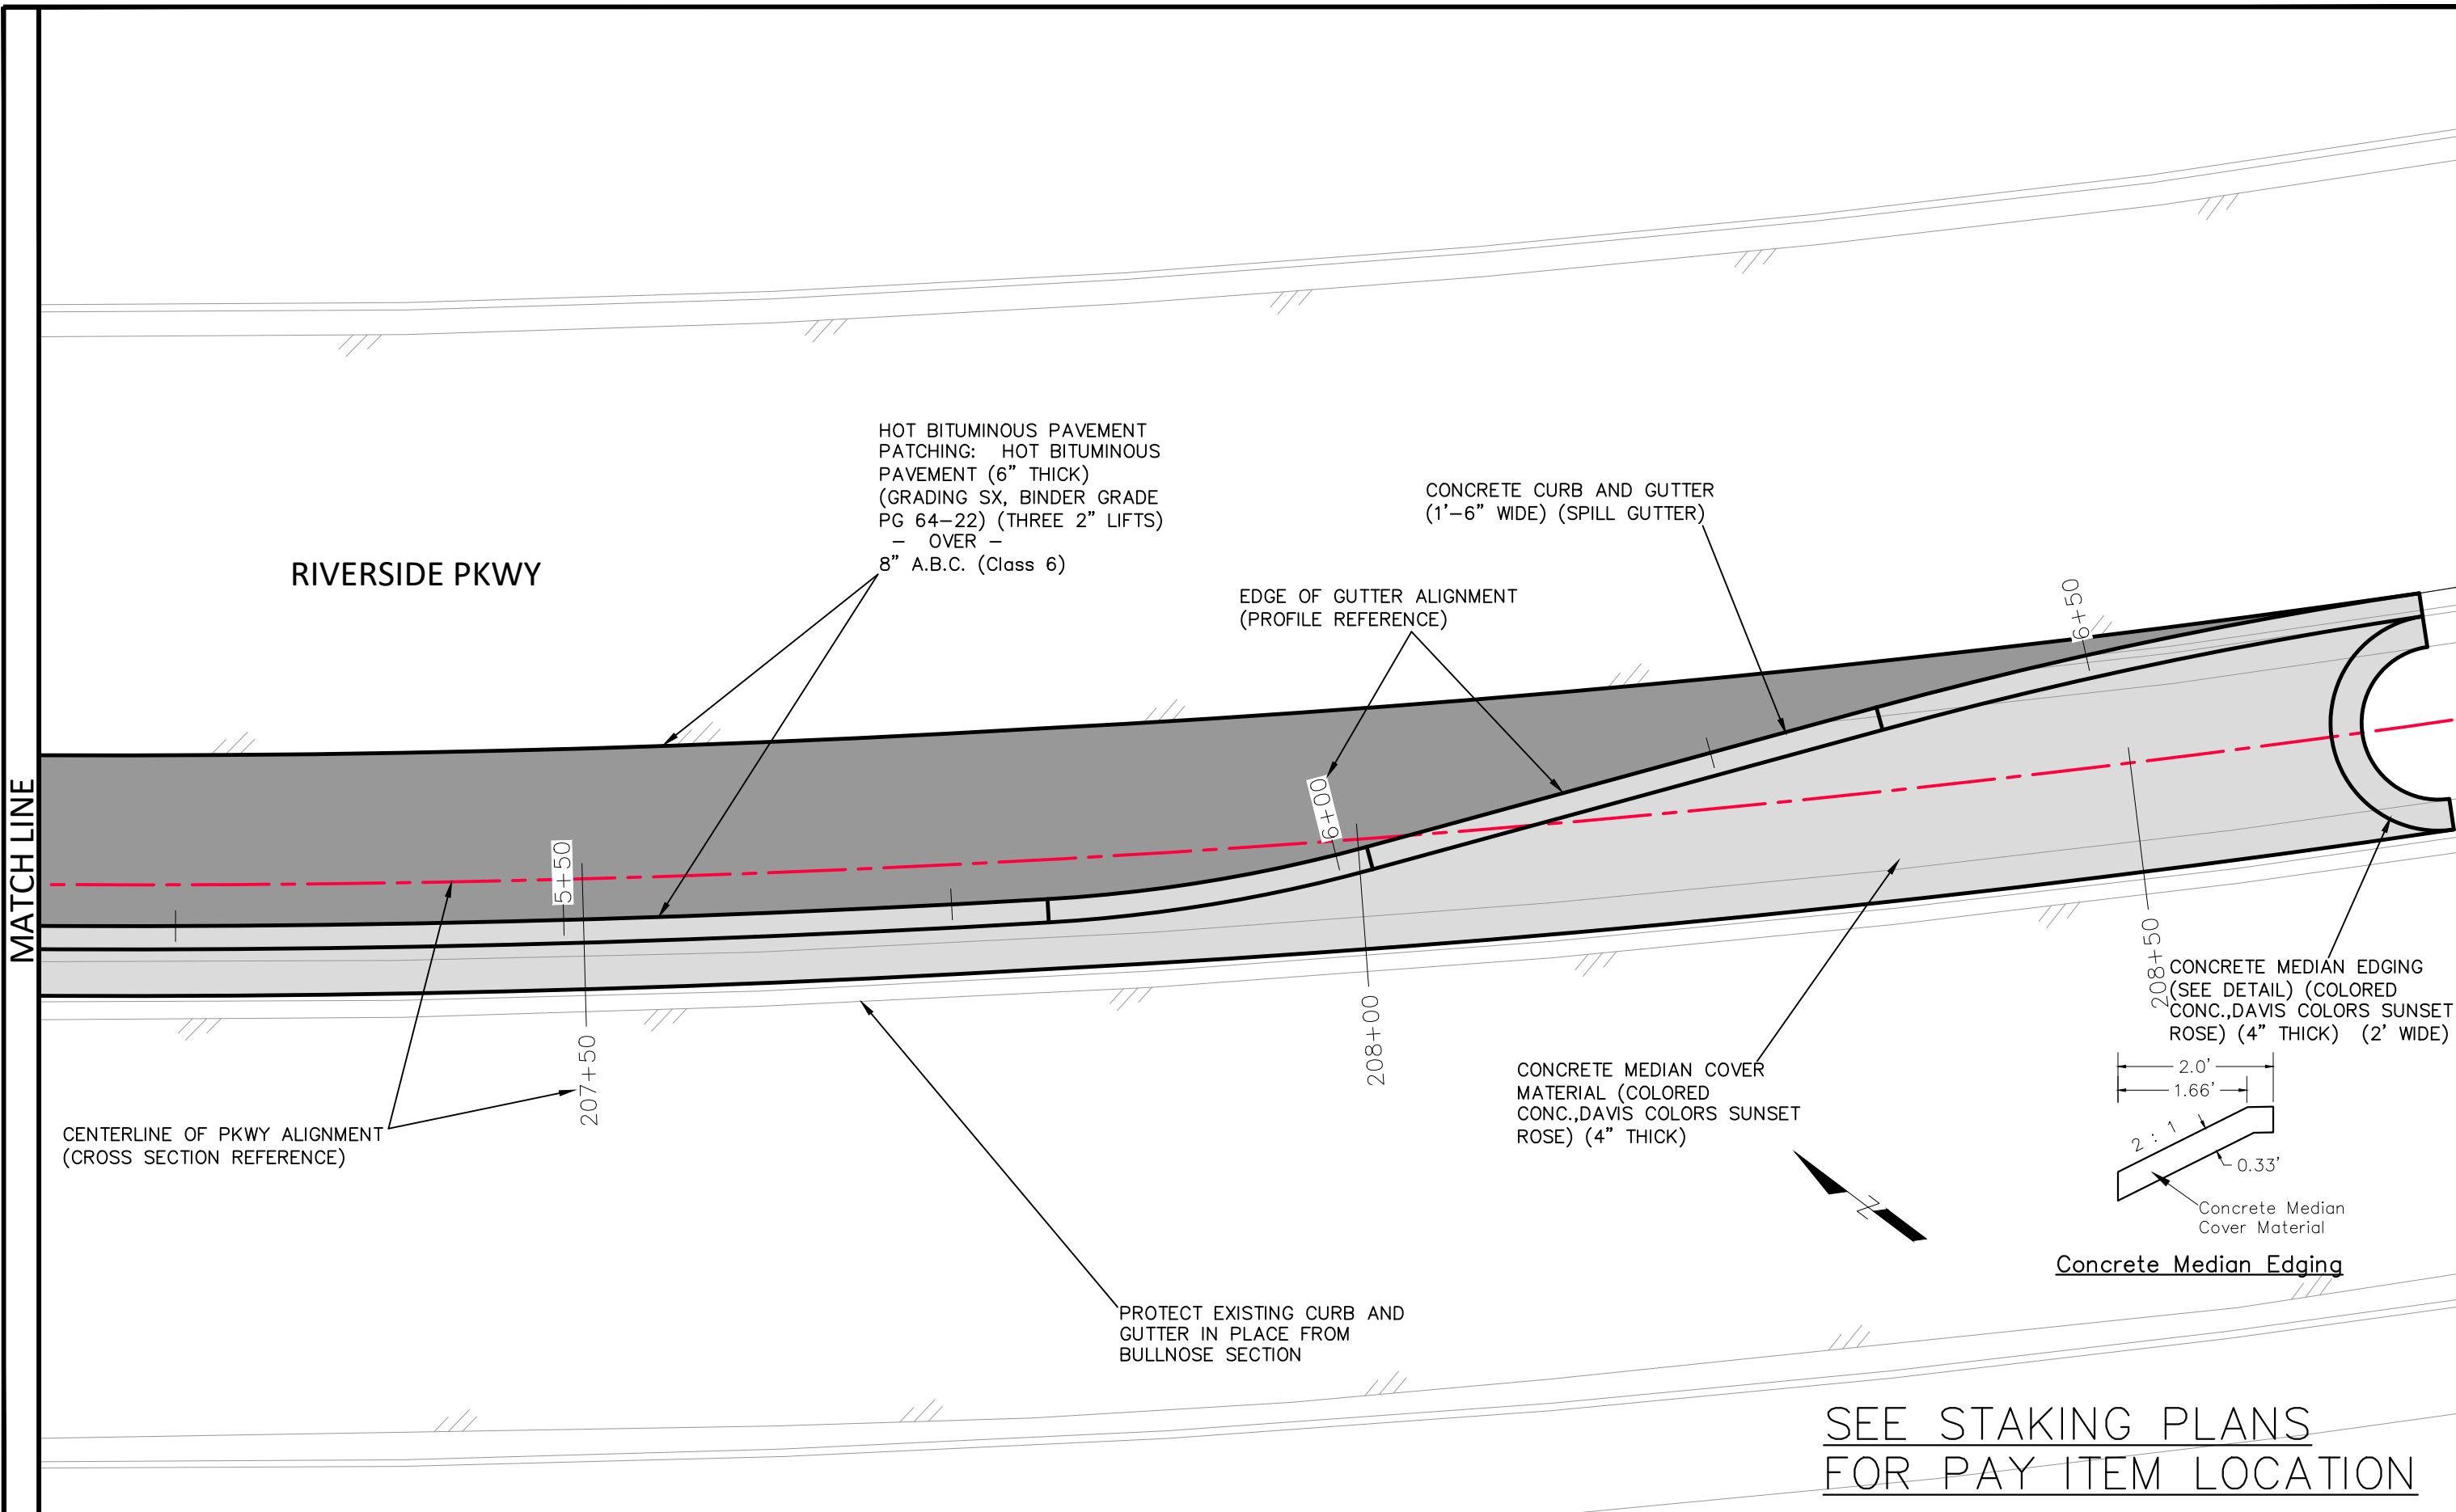 HOT BITUMINOUS PAVEMENT
PATCHING: HOT BITUMINOUS
PAVEMENT (6" THICK)
(GRADING SX, BINDER GRADE
PG 64-22) (THREE 2" LIFTS)
- OVER -
8" A.B.C. (Class 6)
CONCRETE CURB AND GUTTER
(1'-6" WIDE) (SPILL GUTTER)
RIVERSIDE PKWY
EDGE OF GUTTER ALIGNMENT
(PROFILE REFERENCE)
6+50
6+00
5+50
MATCH LINE
207+50
208+00
208+50
CONCRETE MEDIAN EDGING
(SEE DETAIL) (COLORED
CONC.,DAVIS COLORS SUNSET
ROSE) (4" THICK) (2' WIDE)
CENTERLINE OF PKWY ALIGNMENT
(CROSS SECTION REFERENCE)
CONCRETE MEDIAN COVER
MATERIAL (COLORED
CONC.,DAVIS COLORS SUNSET
ROSE) (4" THICK)
N
2.0'
1.66'
2 : 1
0.33'
Concrete Median
Cover Material
Concrete Median Edging
PROTECT EXISTING CURB AND
GUTTER IN PLACE FROM
BULLNOSE SECTION
SEE STAKING PLANS
FOR PAY ITEM LOCATION